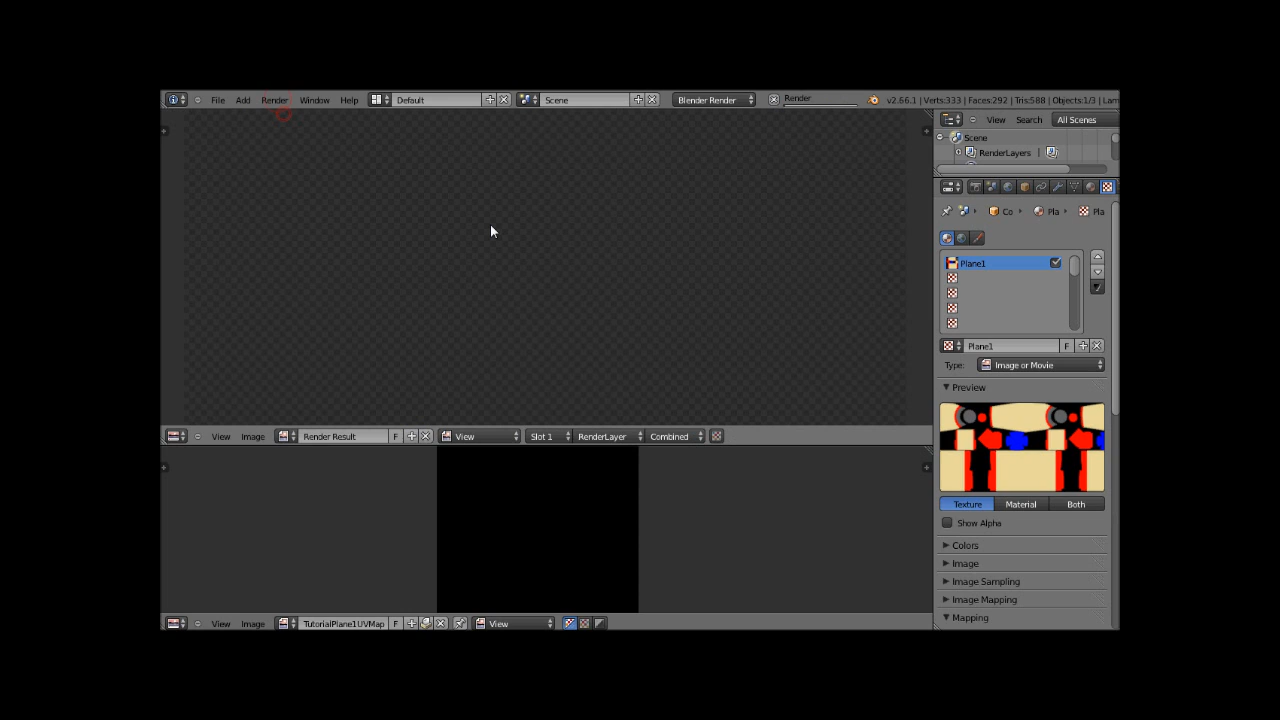 File Add Render Window Help Default Scene Blender Render Render v2.66.1 | Verts:333 | Faces:292 | Tris:588 | Objects:1/3 | Lam
View Search All Scenes
Scene
RenderLayers |
Co Pla Pla
Plane1
Plane1 F
Type: Image or Movie
Preview
Texture Material Both
Show Alpha
Colors
Image
Image Sampling
Image Mapping
Mapping
View Image Render Result F View Slot 1 RenderLayer Combined
View Image TutorialPlane1UVMap F View